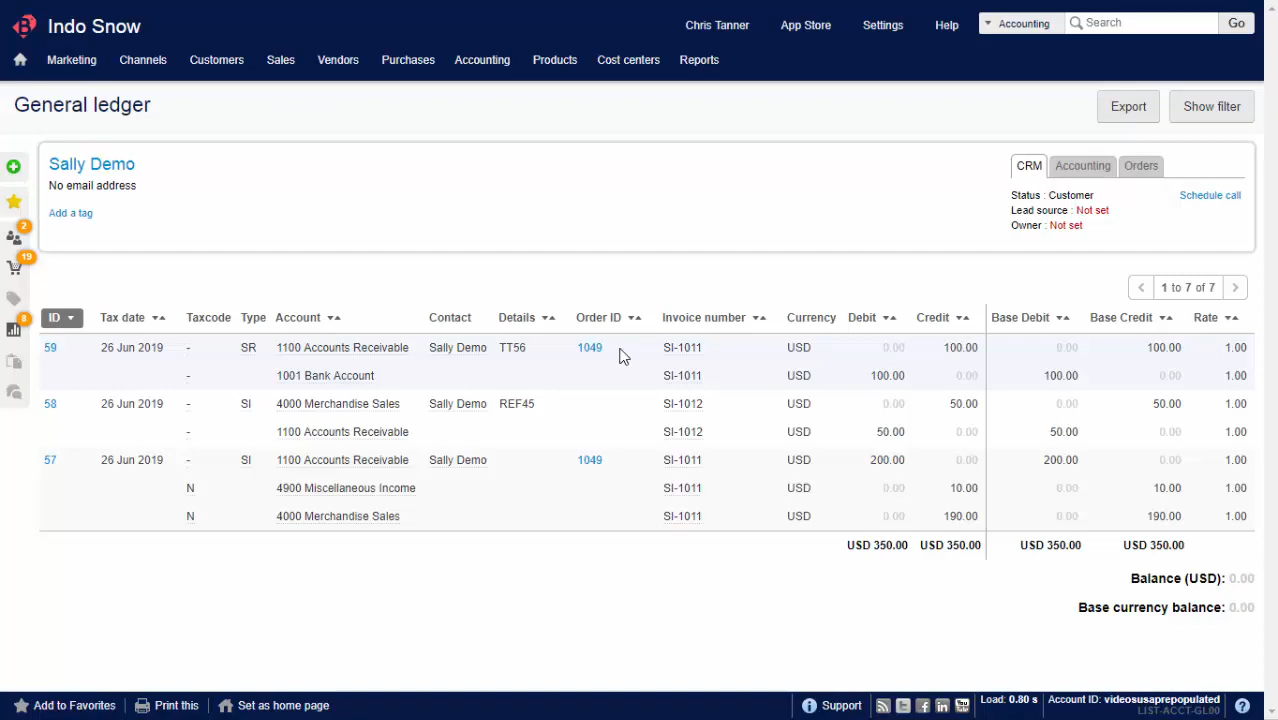 Indo Snow
Chris Tanner App Store Settings Help Accounting Search Go
Marketing Channels Customers Sales Vendors Purchases Accounting Products Cost centers Reports
General ledger Export Show filter
Sally Demo
No email address
Add a tag
CRM Accounting Orders
Status : Customer Schedule call
Lead source : Not set
Owner : Not set
2
19
8
1 to 7 of 7
ID Tax date Taxcode Type Account Contact Details Order ID Invoice number Currency Debit Credit Base Debit Base Credit Rate
59 26 Jun 2019 - SR 1100 Accounts Receivable Sally Demo TT56 1049 SI-1011 USD 0.00 100.00 0.00 100.00 1.00
- 1001 Bank Account SI-1011 USD 100.00 0.00 100.00 0.00 1.00
58 26 Jun 2019 - SI 4000 Merchandise Sales Sally Demo REF45 SI-1012 USD 0.00 50.00 0.00 50.00 1.00
- 1100 Accounts Receivable SI-1012 USD 50.00 0.00 50.00 0.00 1.00
57 26 Jun 2019 - SI 1100 Accounts Receivable Sally Demo 1049 SI-1011 USD 200.00 0.00 200.00 0.00 1.00
N 4900 Miscellaneous Income SI-1011 USD 0.00 10.00 0.00 10.00 1.00
N 4000 Merchandise Sales SI-1011 USD 0.00 190.00 0.00 190.00 1.00
USD 350.00 USD 350.00 USD 350.00 USD 350.00
Balance (USD): 0.00
Base currency balance: 0.00
Add to Favorites Print this Set as home page Support Load: 0.80 s Account ID: videosusaprepopulated
LIST-ACCT-GL00